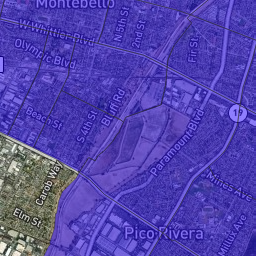 Montebello
W Whittier Blvd
N 5th St
2nd St
Olympic Blvd
Bluff Rd
Beach St
S 4th St
19
Paramount Blvd
Carob Way
Mines Ave
Elm St
Pico Rivera
Millux Ave